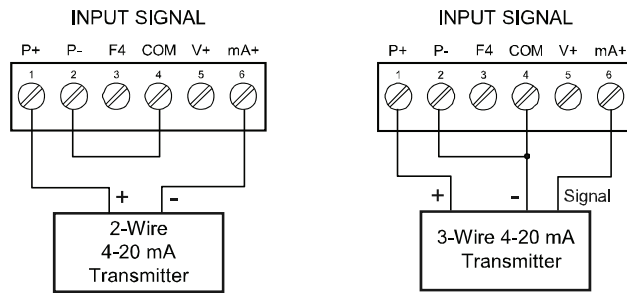 INPUT SIGNAL
P+ P- F4 COM V+ mA+
1 2 3 4 5 6
+ -
2-Wire
4-20 mA
Transmitter
INPUT SIGNAL
P+ P- F4 COM V+ mA+
1 2 3 4 5 6
+ - Signal
3-Wire 4-20 mA
Transmitter